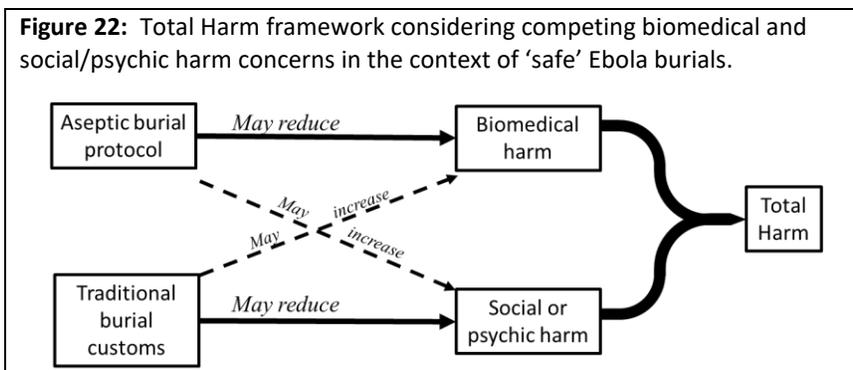 Figure 22: Total Harm framework considering competing biomedical and
social/psychic harm concerns in the context of ‘safe’ Ebola burials.
Aseptic burial
protocol
May reduce
Biomedical
harm
May increase
May increase
Total
Harm
Traditional
burial
customs
May reduce
Social or
psychic harm